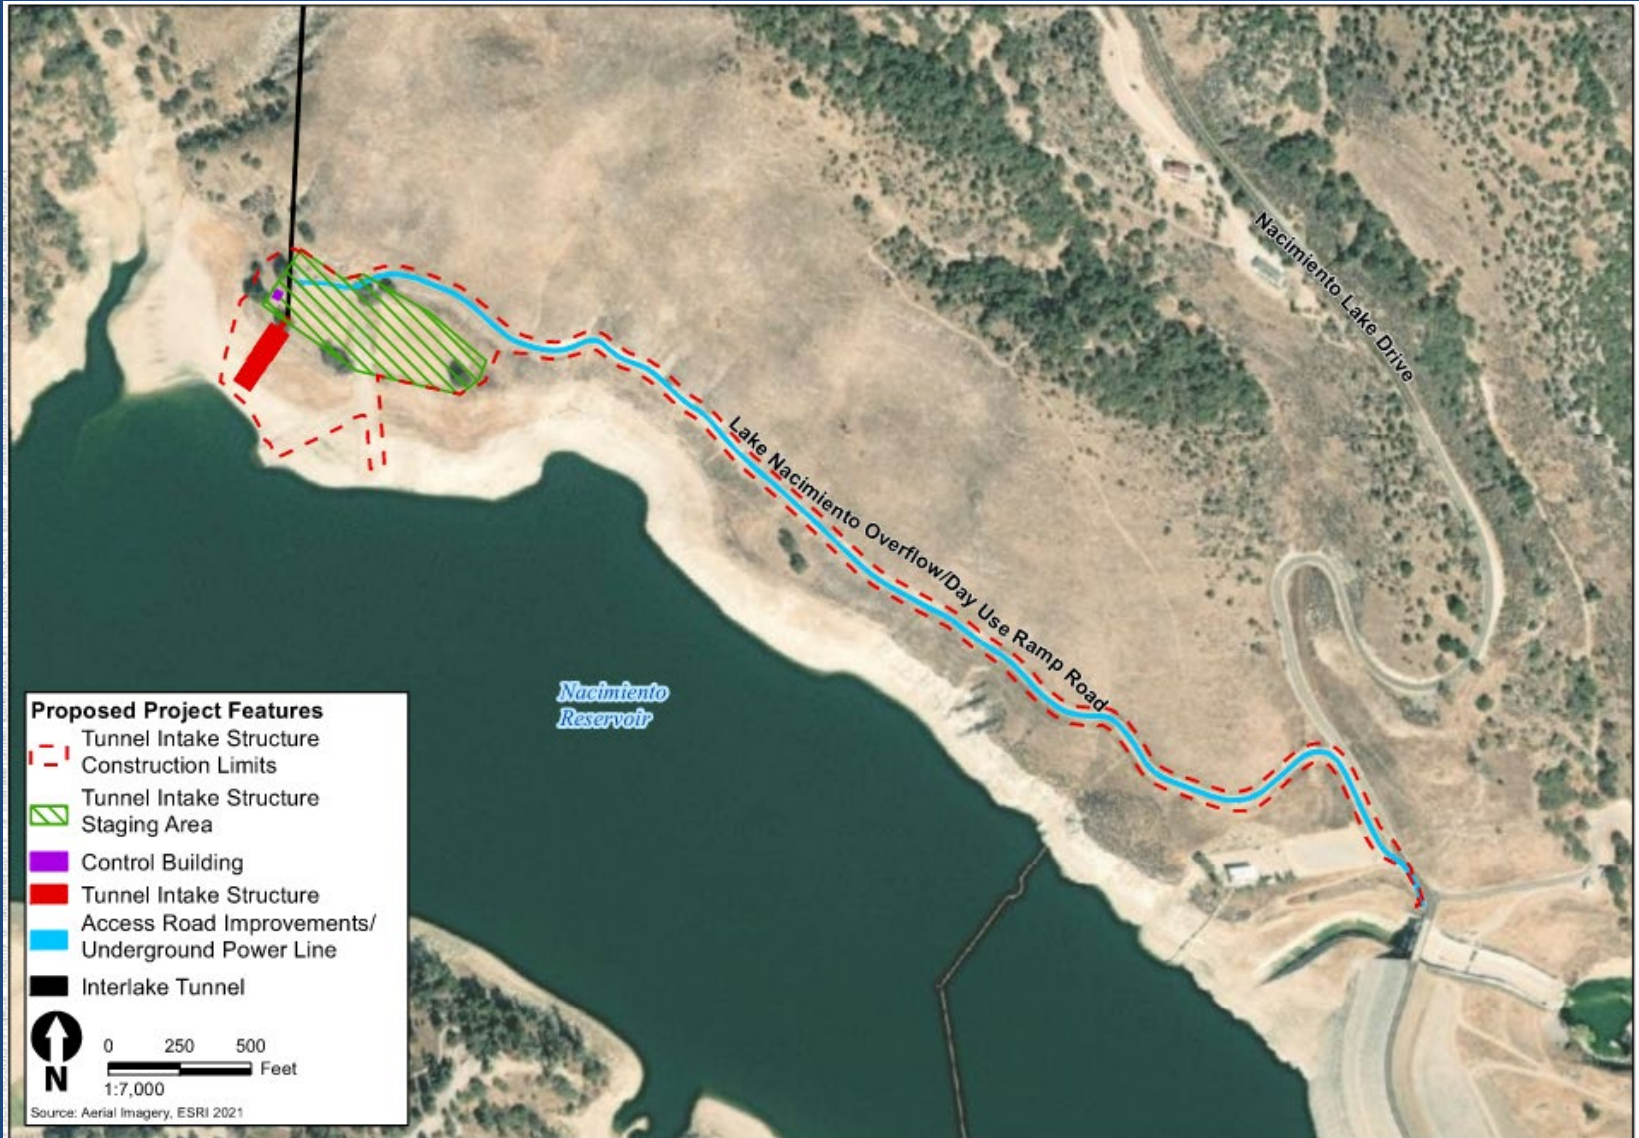 Nacimiento Lake Drive
Lake Nacimiento Overflow/Day Use Ramp Road
Nacimiento
Reservoir
Proposed Project Features
Tunnel Intake Structure
Construction Limits
Tunnel Intake Structure
Staging Area
Control Building
Tunnel Intake Structure
Access Road Improvements/
Underground Power Line
Interlake Tunnel
N
0 250 500
Feet
1:7,000
Source: Aerial Imagery, ESRI 2021